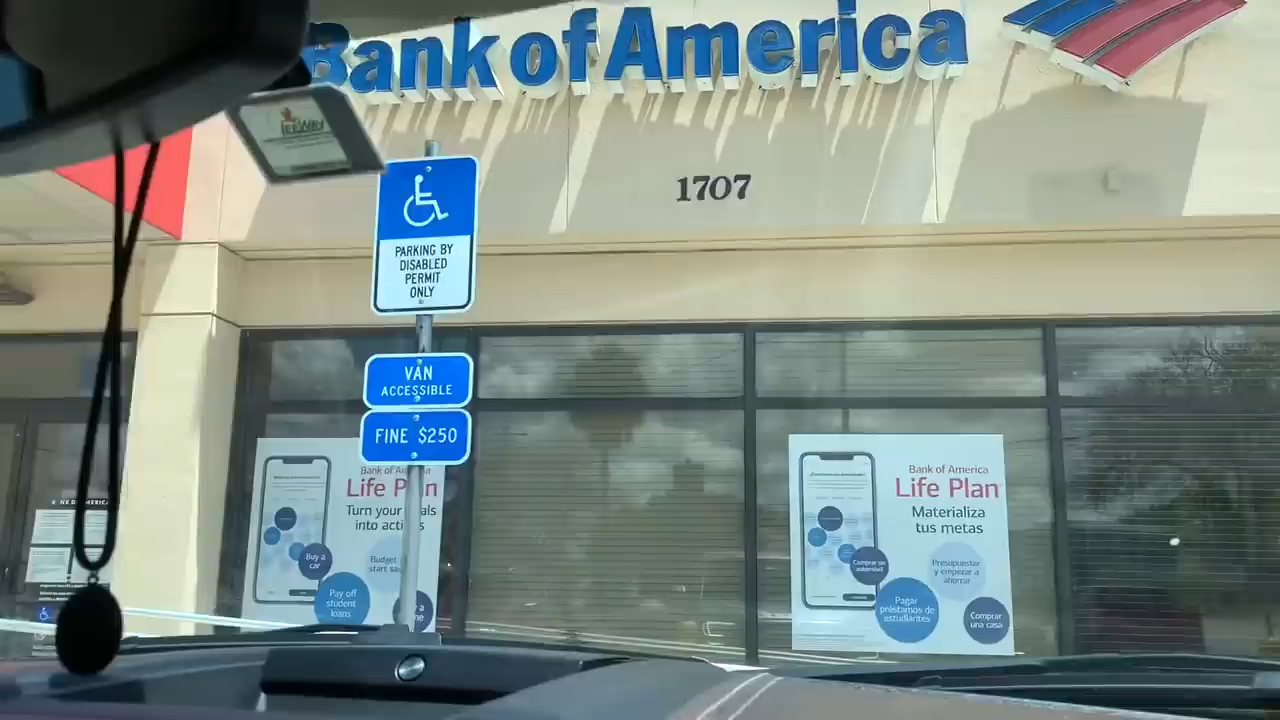 Bank of America
LEEWAY
1707
PARKING BY
DISABLED
PERMIT
ONLY
VAN
ACCESSIBLE
FINE $250
Bank of America
Life Plan
Turn your
into
Buy a
car
Budget
start
Pay off
student
loans
Bank of America
Life Plan
Materializa
tus metas
Comprar un
automóvil
Presupuestar
y empezar a
ahorrar
Pagar
préstamos de
estudiantes
Comprar
una casa